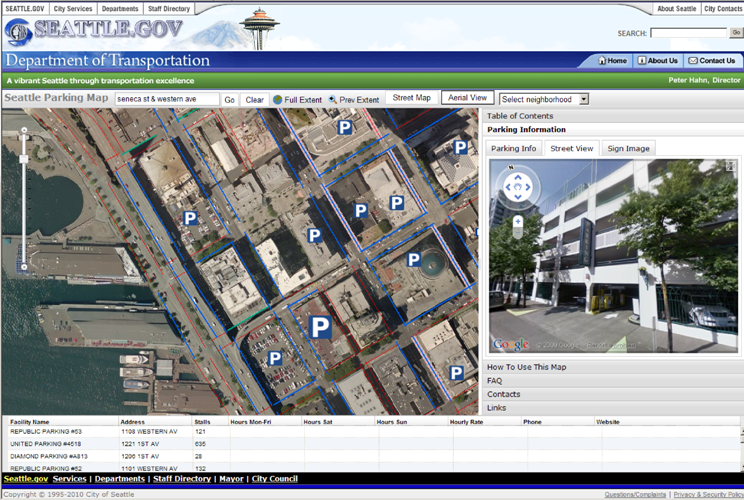 SEATTLE.GOV City Services Departments Staff Directory About Seattle City Contacts
SEATTLE.GOV
SEARCH: Go
Department of Transportation Home About Us Contact Us
A vibrant Seattle through transportation excellence Peter Hahn, Director
Seattle Parking Map seneca st & western ave Go Clear Full Extent Prev Extent Street Map Aerial View Select neighborhood
Table of Contents
Parking Information
Parking Info Street View Sign Image
N
P
P
P
P
P
P
P
P
P
P
Google
How To Use This Map
FAQ
Contacts
Links
Facility Name Address Stalls Hours Mon-Fri Hours Sat Hours Sun Hourly Rate Phone Website
REPUBLIC PARKING #53 1108 WESTERN AV 121
UNITED PARKING #4518 1221 1ST AV 635
DIAMOND PARKING #A813 1206 1ST AV 28
REPUBLIC PARKING #62 1101 WESTERN AV 132
Seattle.gov Services | Departments | Staff Directory | Mayor | City Council
Copyright © 1995-2010 City of Seattle Questions/Complaints | Privacy & Security Policy